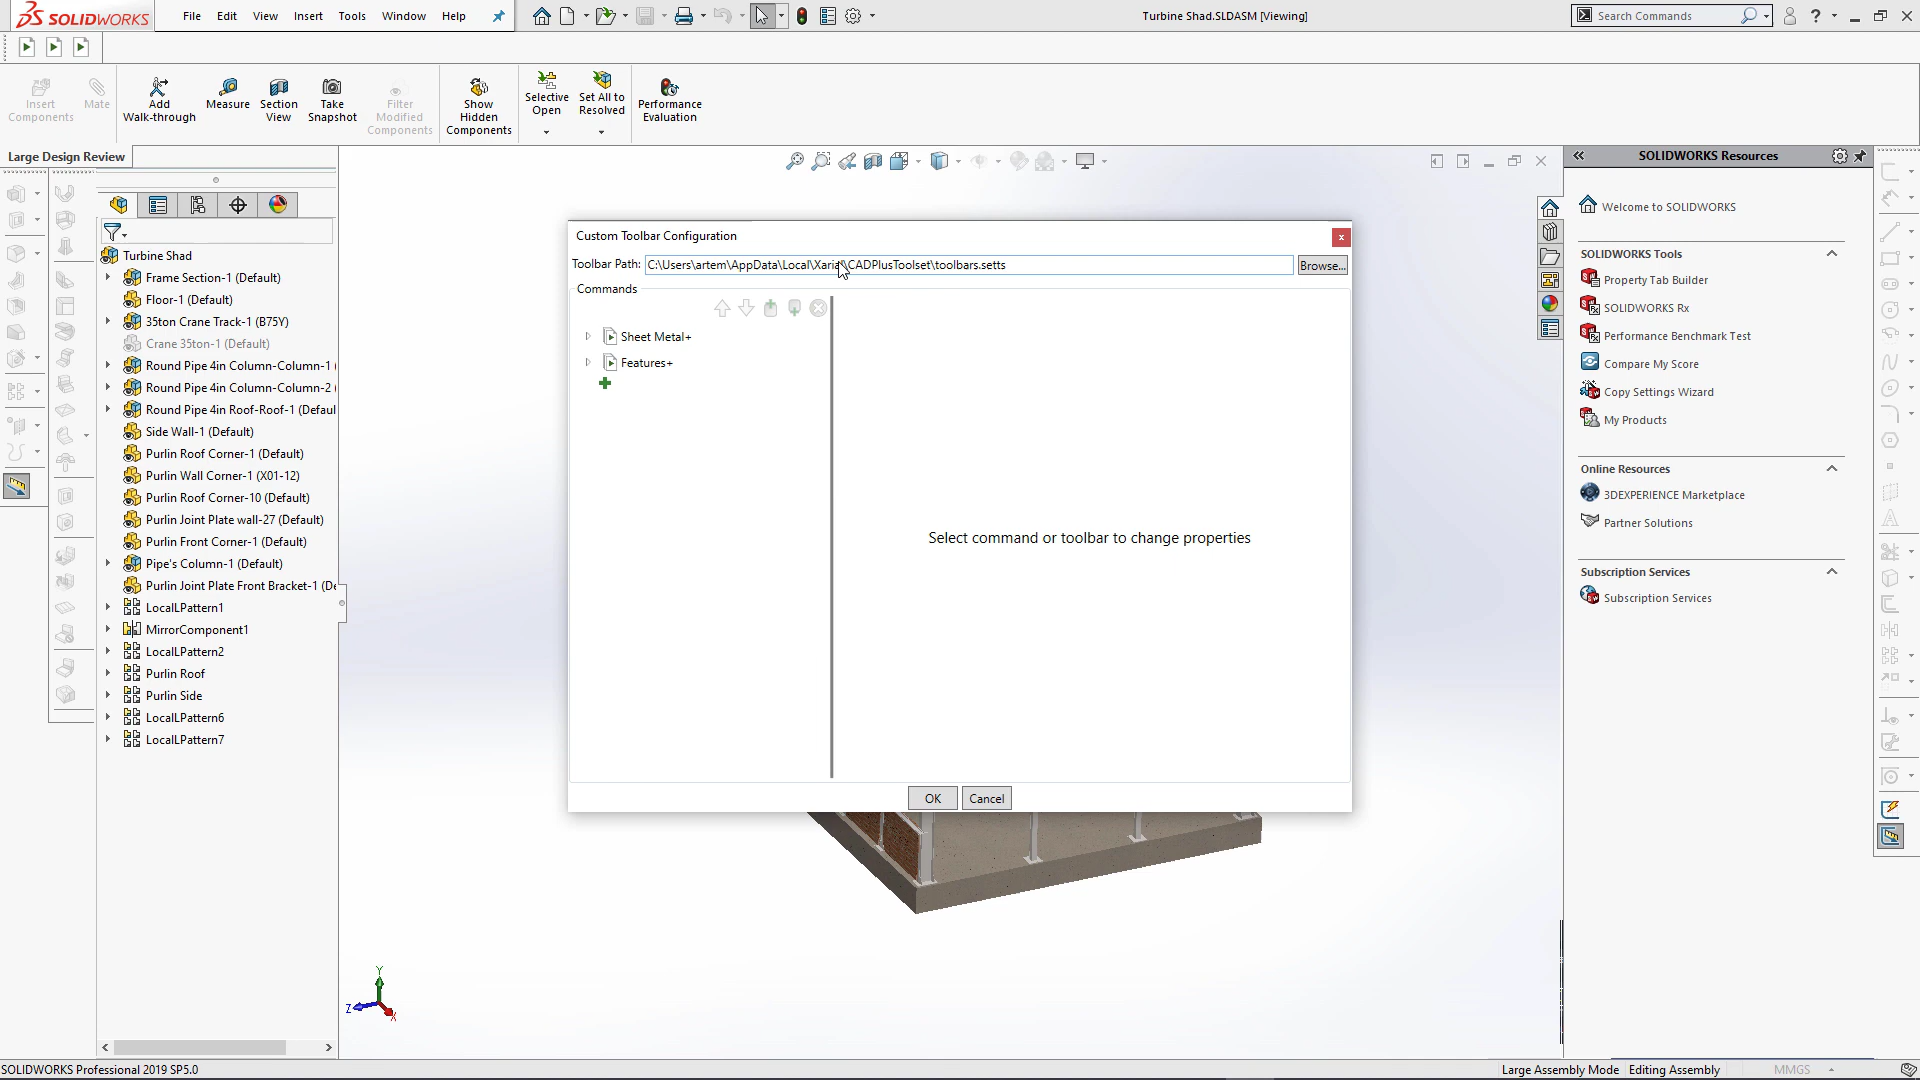 SOLIDWORKS
File Edit View Insert Tools Window Help
Turbine Shad.SLDASM [Viewing]
Search Commands
Insert Components
Mate
Add Walk-through
Measure
Section View
Take Snapshot
Filter Modified Components
Show Hidden Components
Selective Open
Set All to Resolved
Performance Evaluation
Large Design Review
Turbine Shad
Frame Section-1 (Default)
Floor-1 (Default)
35ton Crane Track-1 (B75Y)
Crane 35ton-1 (Default)
Round Pipe 4in Column-Column-1 (
Round Pipe 4in Column-Column-2 (
Round Pipe 4in Roof-Roof-1 (Defaul
Side Wall-1 (Default)
Purlin Roof Corner-1 (Default)
Purlin Wall Corner-1 (X01-12)
Purlin Roof Corner-10 (Default)
Purlin Joint Plate wall-27 (Default)
Purlin Front Corner-1 (Default)
Pipe's Column-1 (Default)
Purlin Joint Plate Front Bracket-1 (De
LocalLPattern1
MirrorComponent1
LocalLPattern2
Purlin Roof
Purlin Side
LocalLPattern6
LocalLPattern7
Custom Toolbar Configuration
Toolbar Path: C:\Users\artem\AppData\Local\Xarial\CADPlusToolset\toolbars.setts Browse...
Commands
Sheet Metal+
Features+
Select command or toolbar to change properties
OK Cancel
Y
Z
X
SOLIDWORKS Resources
Welcome to SOLIDWORKS
SOLIDWORKS Tools
Property Tab Builder
SOLIDWORKS Rx
Performance Benchmark Test
Compare My Score
Copy Settings Wizard
My Products
Online Resources
3DEXPERIENCE Marketplace
Partner Solutions
Subscription Services
Subscription Services
SOLIDWORKS Professional 2019 SP5.0
Large Assembly Mode Editing Assembly MMGS